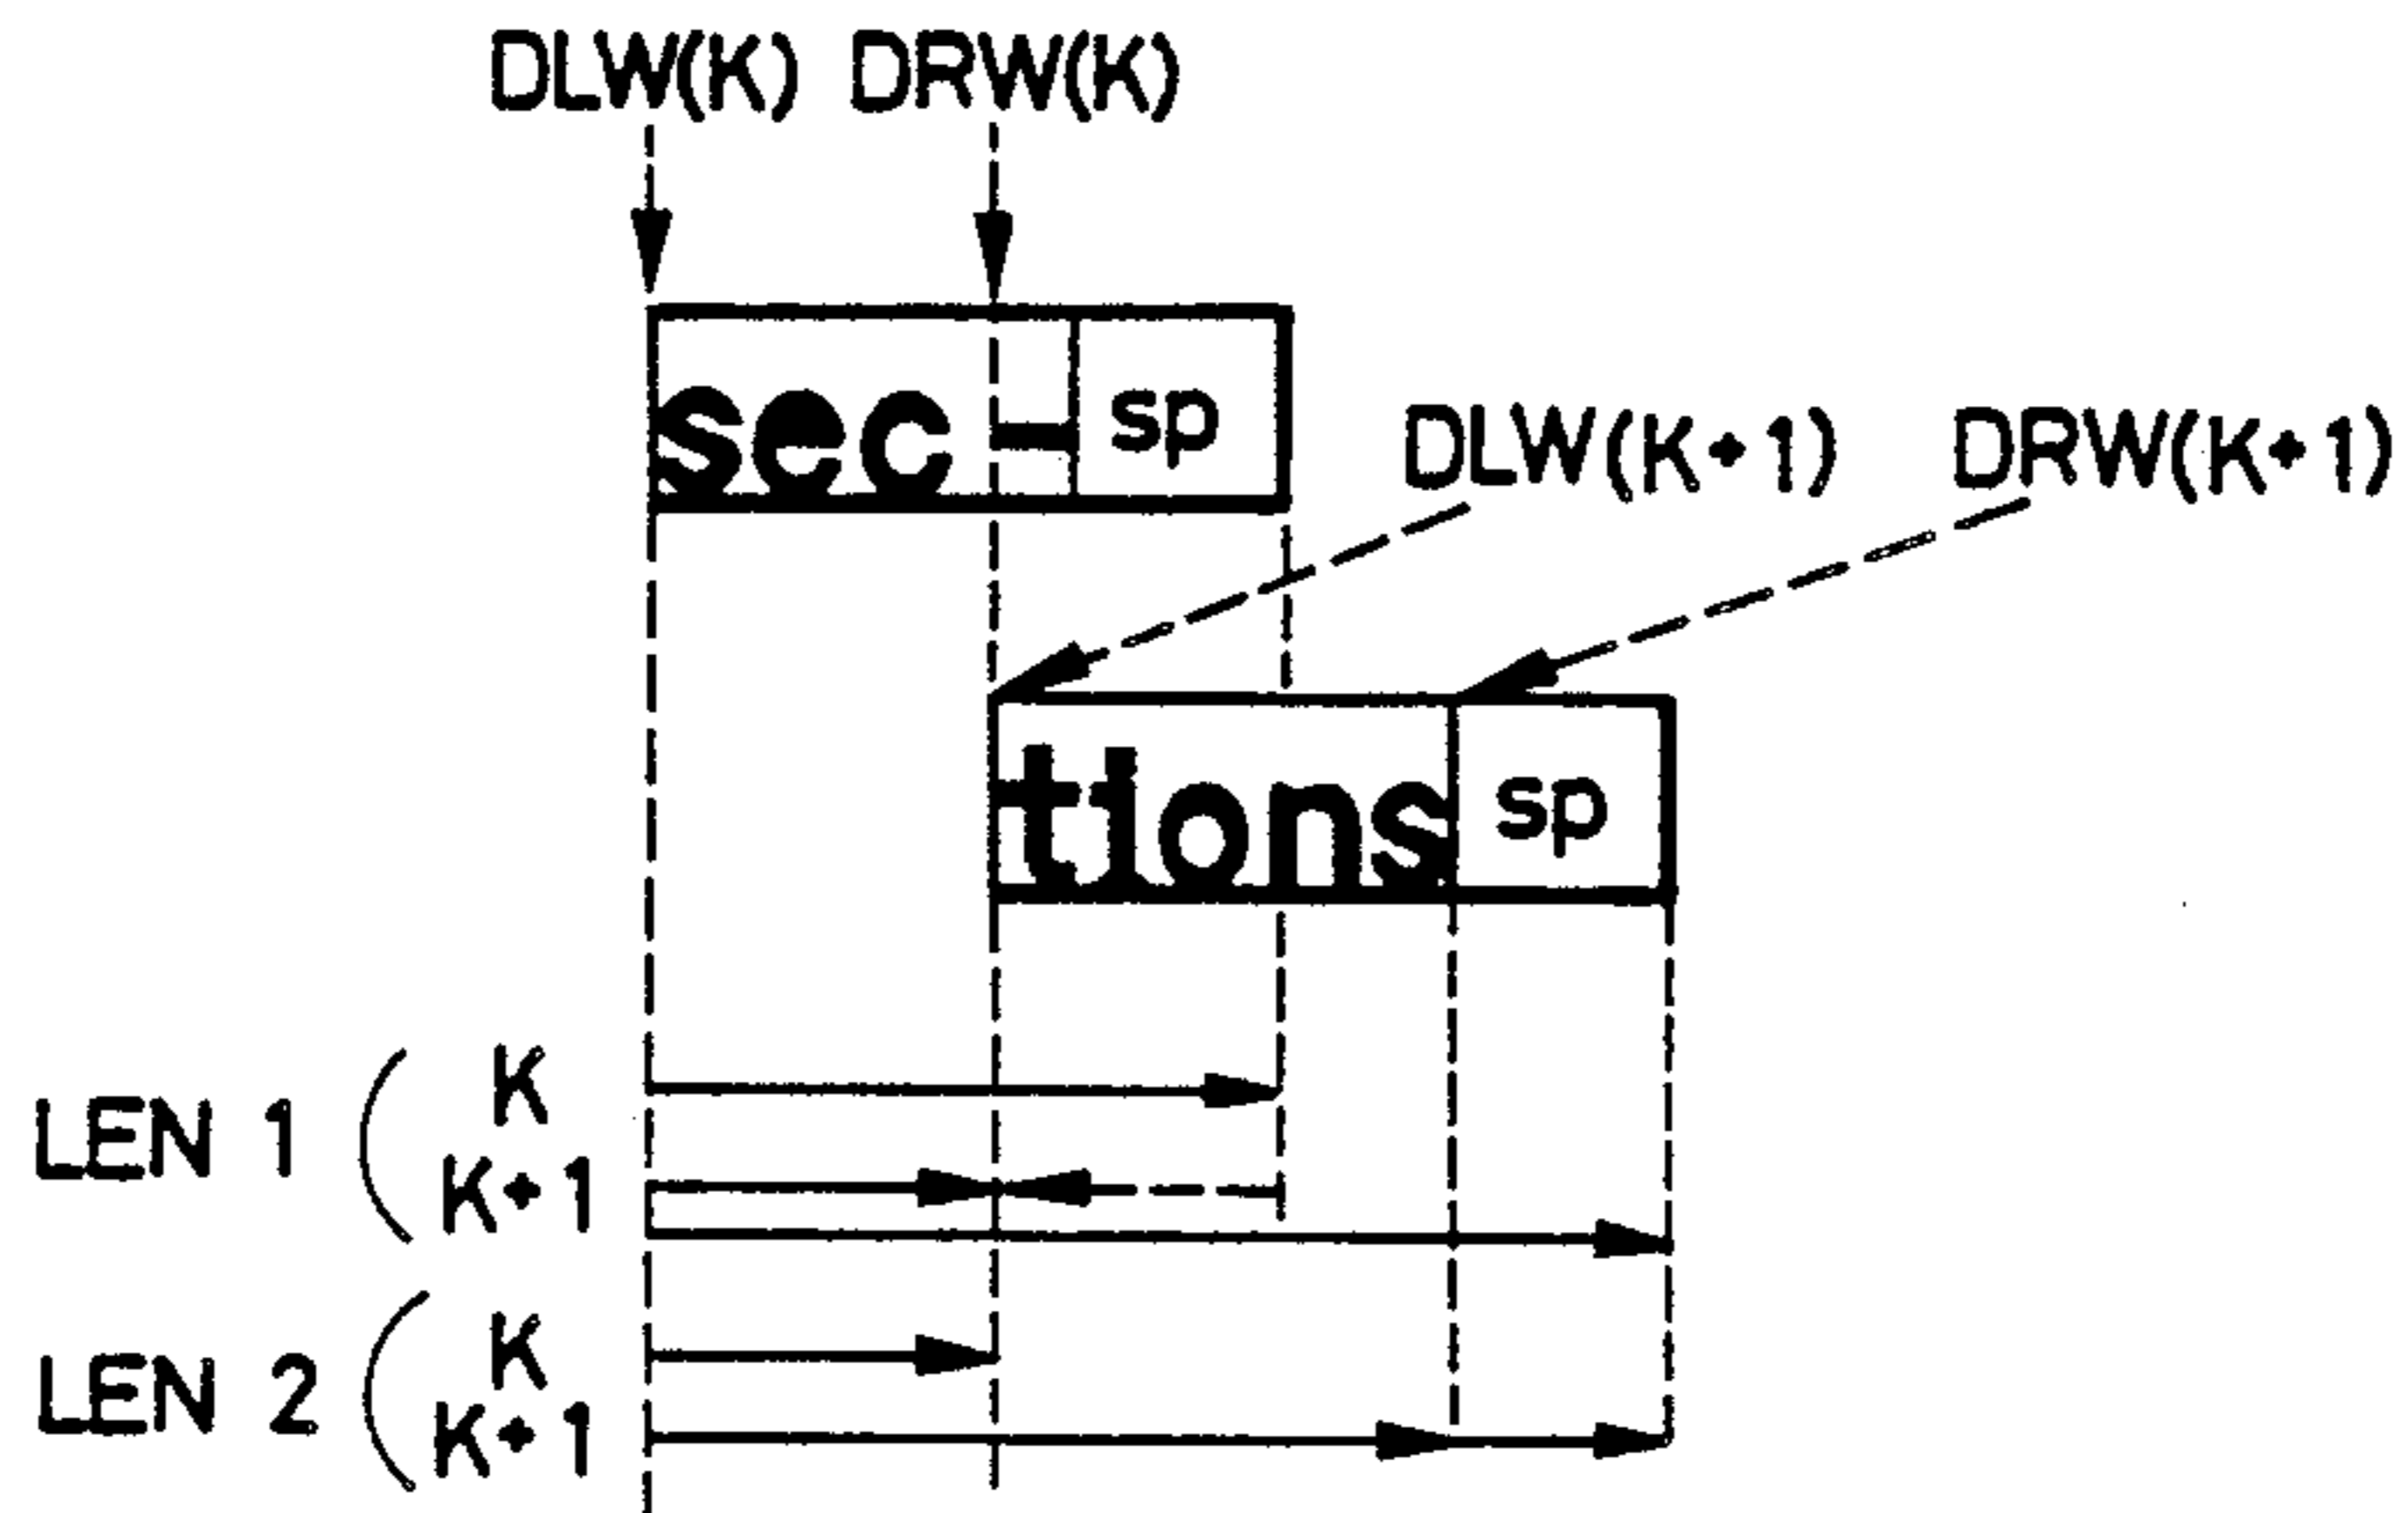 DLW(K) DRW(K)
sec- sp
DLW(K+1) DRW(K+1)
tions sp
LEN 1 ( K
K+1
LEN 2 ( K
K+1